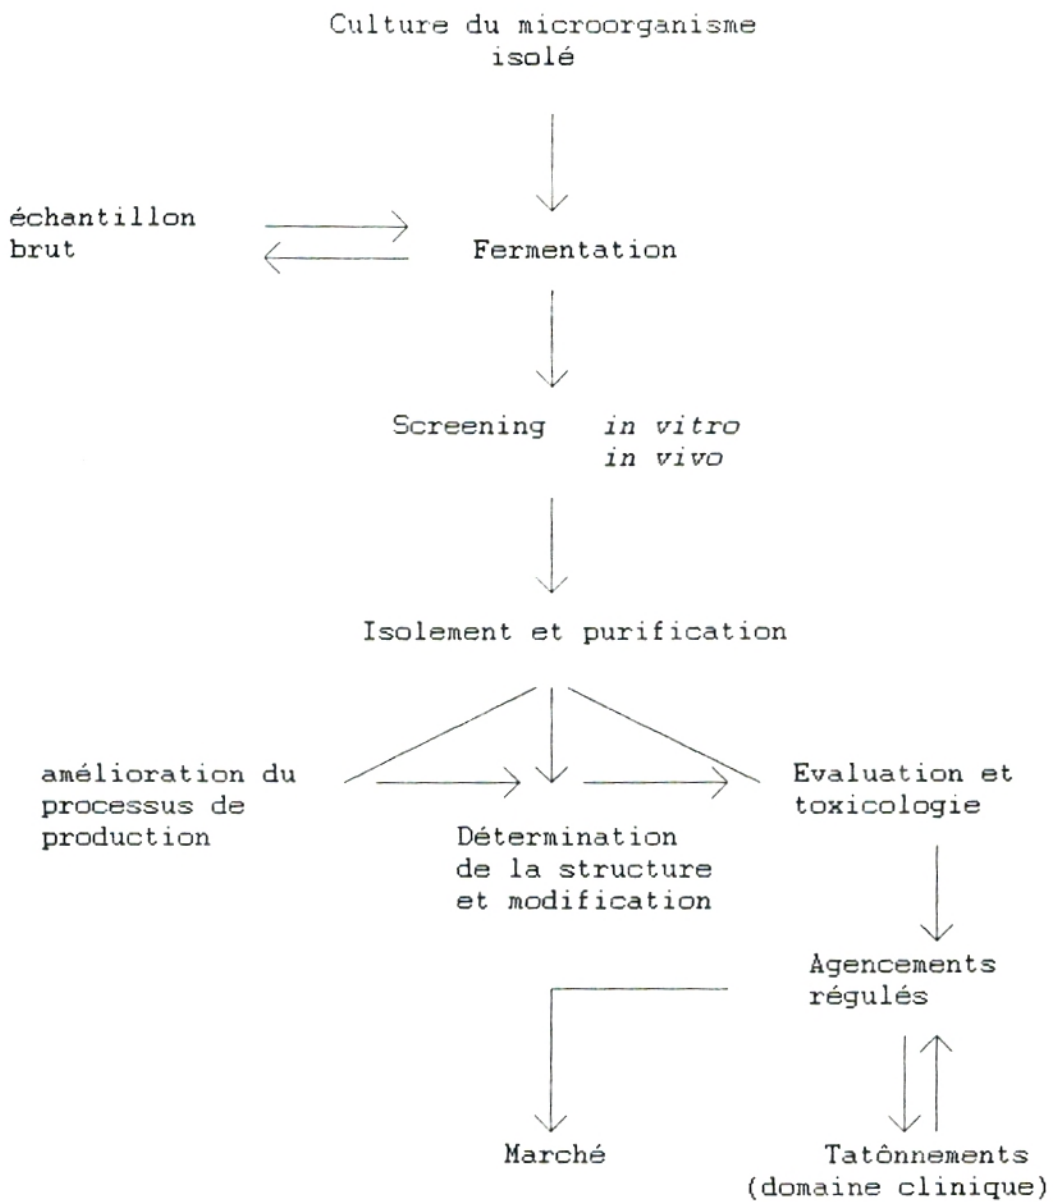 Culture du microorganisme
isolé
échantillon
brut
Fermentation
Screening in vitro
in vivo
Isolement et purification
amélioration du
processus de
production
Détermination
de la structure
et modification
Evaluation et
toxicologie
Agencements
régulés
Marché
Tatônnements
(domaine clinique)